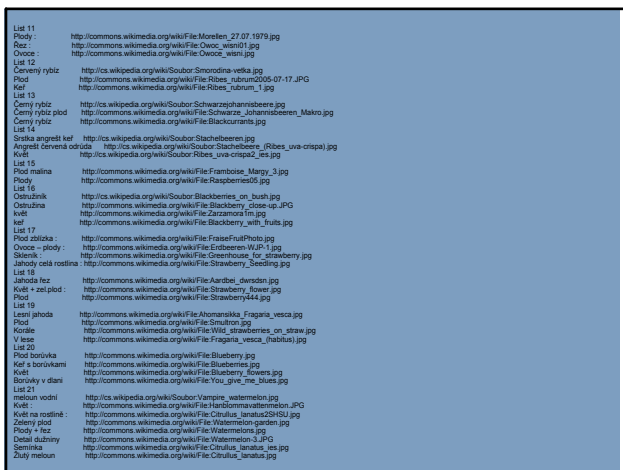 List 11
Plody : http://commons.wikimedia.org/wiki/File:Morellen_27.07.1979.jpg
Řez : http://commons.wikimedia.org/wiki/File:Owoc_wisni01.jpg
Ovoce : http://commons.wikimedia.org/wiki/File:Owoce_wisni.jpg
List 12
Červený rybíz http://cs.wikipedia.org/wiki/Soubor:Smorodina-vetka.jpg
Plod http://commons.wikimedia.org/wiki/File:Ribes_rubrum2005-07-17.JPG
Keř http://commons.wikimedia.org/wiki/File:Ribes_rubrum_1.jpg
List 13
Černý rybíz http://cs.wikipedia.org/wiki/Soubor:Schwarzejohannisbeere.jpg
Černý rybíz plod http://commons.wikimedia.org/wiki/File:Schwarze_Johannisbeeren_Makro.jpg
Černý rybíz http://commons.wikimedia.org/wiki/File:Blackcurrants.jpg
List 14
Srstka angrešt keř http://cs.wikipedia.org/wiki/Soubor:Stachelbeeren.jpg
Angrešt červená odrůda http://cs.wikipedia.org/wiki/Soubor:Stachelbeere_(Ribes_uva-crispa).jpg
Květ http://cs.wikipedia.org/wiki/Soubor:Ribes_uva-crispa2_ies.jpg
List 15
Plod malina http://commons.wikimedia.org/wiki/File:Framboise_Margy_3.jpg
Plody http://commons.wikimedia.org/wiki/File:Raspberries05.jpg
List 16
Ostružiník http://cs.wikipedia.org/wiki/Soubor:Blackberries_on_bush.jpg
Ostružina http://commons.wikimedia.org/wiki/File:Blackberry_close-up.JPG
květ http://commons.wikimedia.org/wiki/File:Zarzamora1m.jpg
keř http://commons.wikimedia.org/wiki/File:Blackberry_with_fruits.jpg
List 17
Plod zblízka : http://commons.wikimedia.org/wiki/File:FraiseFruitPhoto.jpg
Ovoce – plody : http://commons.wikimedia.org/wiki/File:Erdbeeren-WJP-1.jpg
Skleník : http://commons.wikimedia.org/wiki/File:Greenhouse_for_strawberry.jpg
Jahody celá rostlina : http://commons.wikimedia.org/wiki/File:Strawberry_Seedling.jpg
List 18
Jahoda řez http://commons.wikimedia.org/wiki/File:Aardbei_dwrsdsn.jpg
Květ + zel.plod : http://commons.wikimedia.org/wiki/File:Strawberry_flower.jpg
Plod http://commons.wikimedia.org/wiki/File:Strawberry444.jpg
List 19
Lesní jahoda http://commons.wikimedia.org/wiki/File:Ahomansikka_Fragaria_vesca.jpg
Plod http://commons.wikimedia.org/wiki/File:Smultron.jpg
Korále http://commons.wikimedia.org/wiki/File:Wild_strawberries_on_straw.jpg
V lese http://commons.wikimedia.org/wiki/File:Fragaria_vesca_(habitus).jpg
List 20
Plod borůvka http://commons.wikimedia.org/wiki/File:Blueberry.jpg
Keř s borůvkami http://commons.wikimedia.org/wiki/File:Blueberries.jpg
Květ http://commons.wikimedia.org/wiki/File:Blueberry_flowers.jpg
Borůvky v dlani http://commons.wikimedia.org/wiki/File:You_give_me_blues.jpg
List 21
meloun vodní http://cs.wikipedia.org/wiki/Soubor:Vampire_watermelon.jpg
Květ : http://commons.wikimedia.org/wiki/File:Hanblommavattenmelon.JPG
Květ na rostlině : http://commons.wikimedia.org/wiki/File:Citrullus_lanatus2SHSU.jpg
Zelený plod http://commons.wikimedia.org/wiki/File:Watermelon-garden.jpg
Plody + řez http://commons.wikimedia.org/wiki/File:Watermelons.jpg
Detail dužniny http://commons.wikimedia.org/wiki/File:Watermelon-3.JPG
Semínka http://commons.wikimedia.org/wiki/File:Citrullus_lanatus_ies.jpg
Žlutý meloun http://commons.wikimedia.org/wiki/File:Citrullus_lanatus.jpg